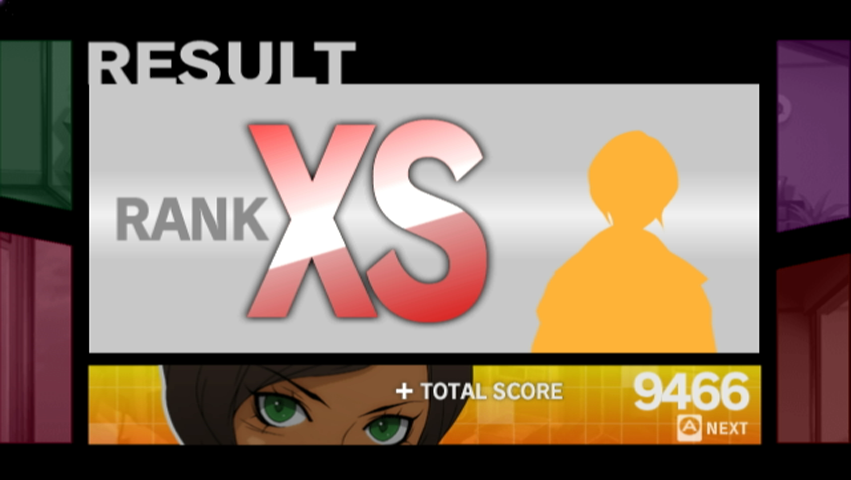 RESULT
RANK XS
+ TOTAL SCORE 9466
A NEXT